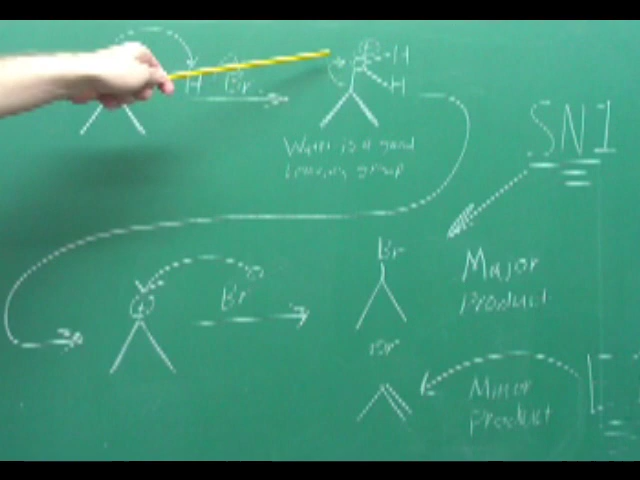 H Br
H
H
Water is a good
Leaving group
SN1
Br
Major
Product
+
Br
or
Minor
Product